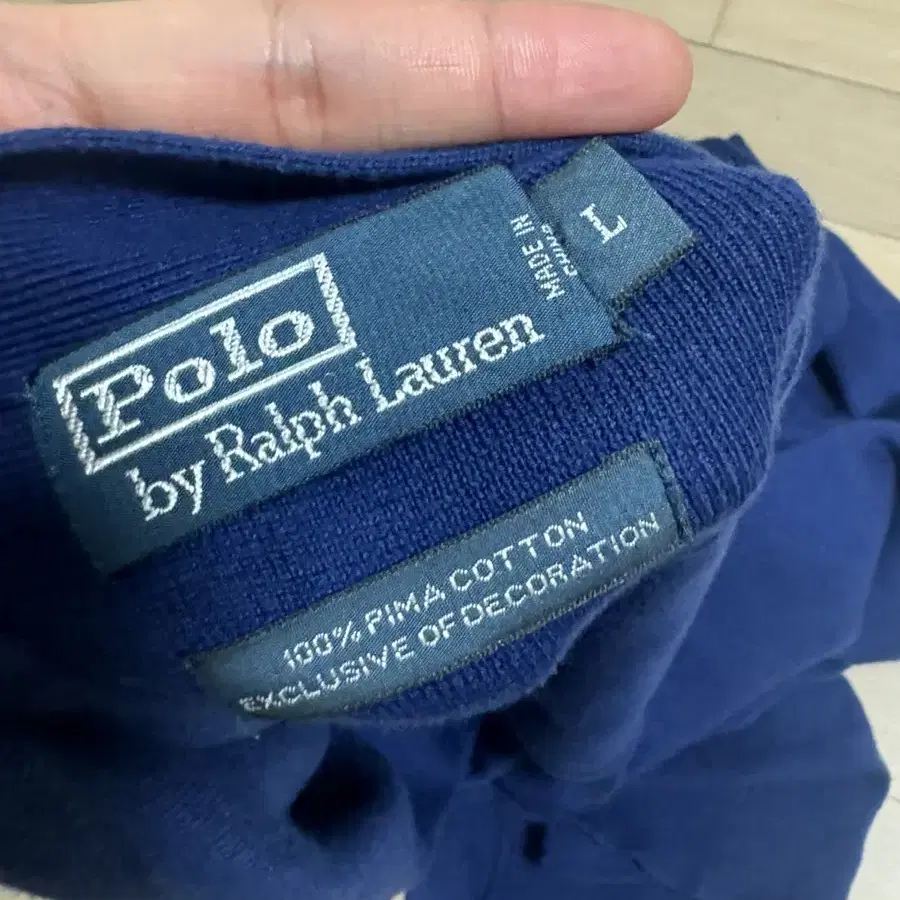 Polo
by Ralph Lauren
MADE IN
CHINA
L
100% PIMA COTTON
EXCLUSIVE OF DECORATION